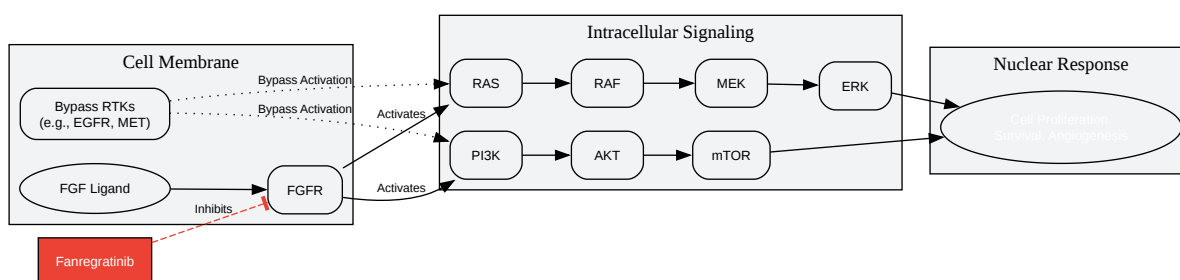 Cell Membrane
Bypass RTKs
(e.g., EGFR, MET)
FGF Ligand
FGFR
Fanregratinib
Inhibits
Bypass Activation
Bypass Activation
Activates
Activates
Intracellular Signaling
RAS
RAF
MEK
ERK
PI3K
AKT
mTOR
Nuclear Response
Cell Proliferation,
Survival, Angiogenesis